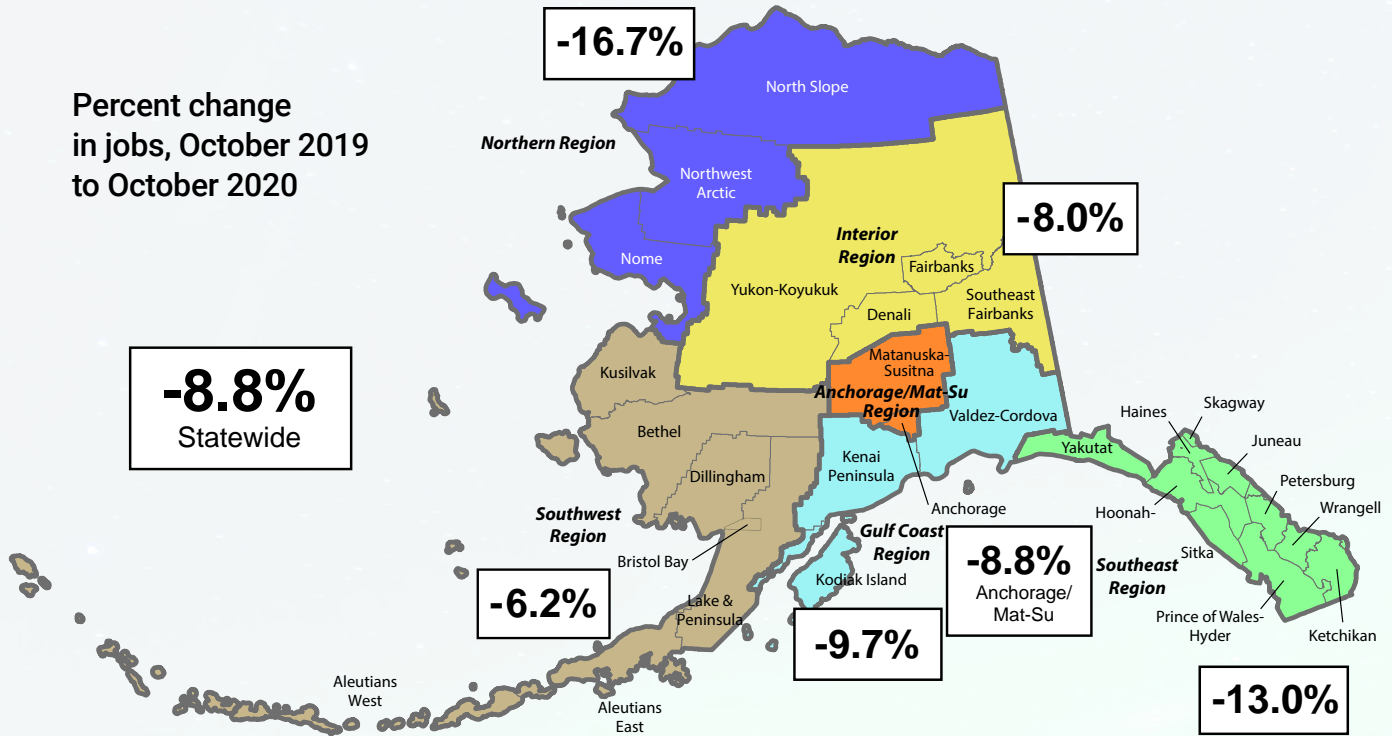 Percent change
in jobs, October 2019
to October 2020
-16.7%
North Slope
Northern Region
Northwest
Arctic
Nome
-8.0%
Interior
Region
Fairbanks
Yukon-Koyukuk
Denali
Southeast
Fairbanks
-8.8%
Statewide
Kusilvak
Matanuska-
Susitna
Anchorage/Mat-Su
Region
Valdez-Cordova
Bethel
Kenai
Peninsula
Dillingham
Anchorage
Haines
Skagway
Yakutat
Juneau
Petersburg
Wrangell
Hoonah-
Sitka
Southeast
Region
Prince of Wales-
Hyder
Ketchikan
-13.0%
Southwest
Region
Bristol Bay
Gulf Coast
Region
Kodiak Island
-8.8%
Anchorage/
Mat-Su
-6.2%
Lake &
Peninsula
-9.7%
Aleutians
West
Aleutians
East